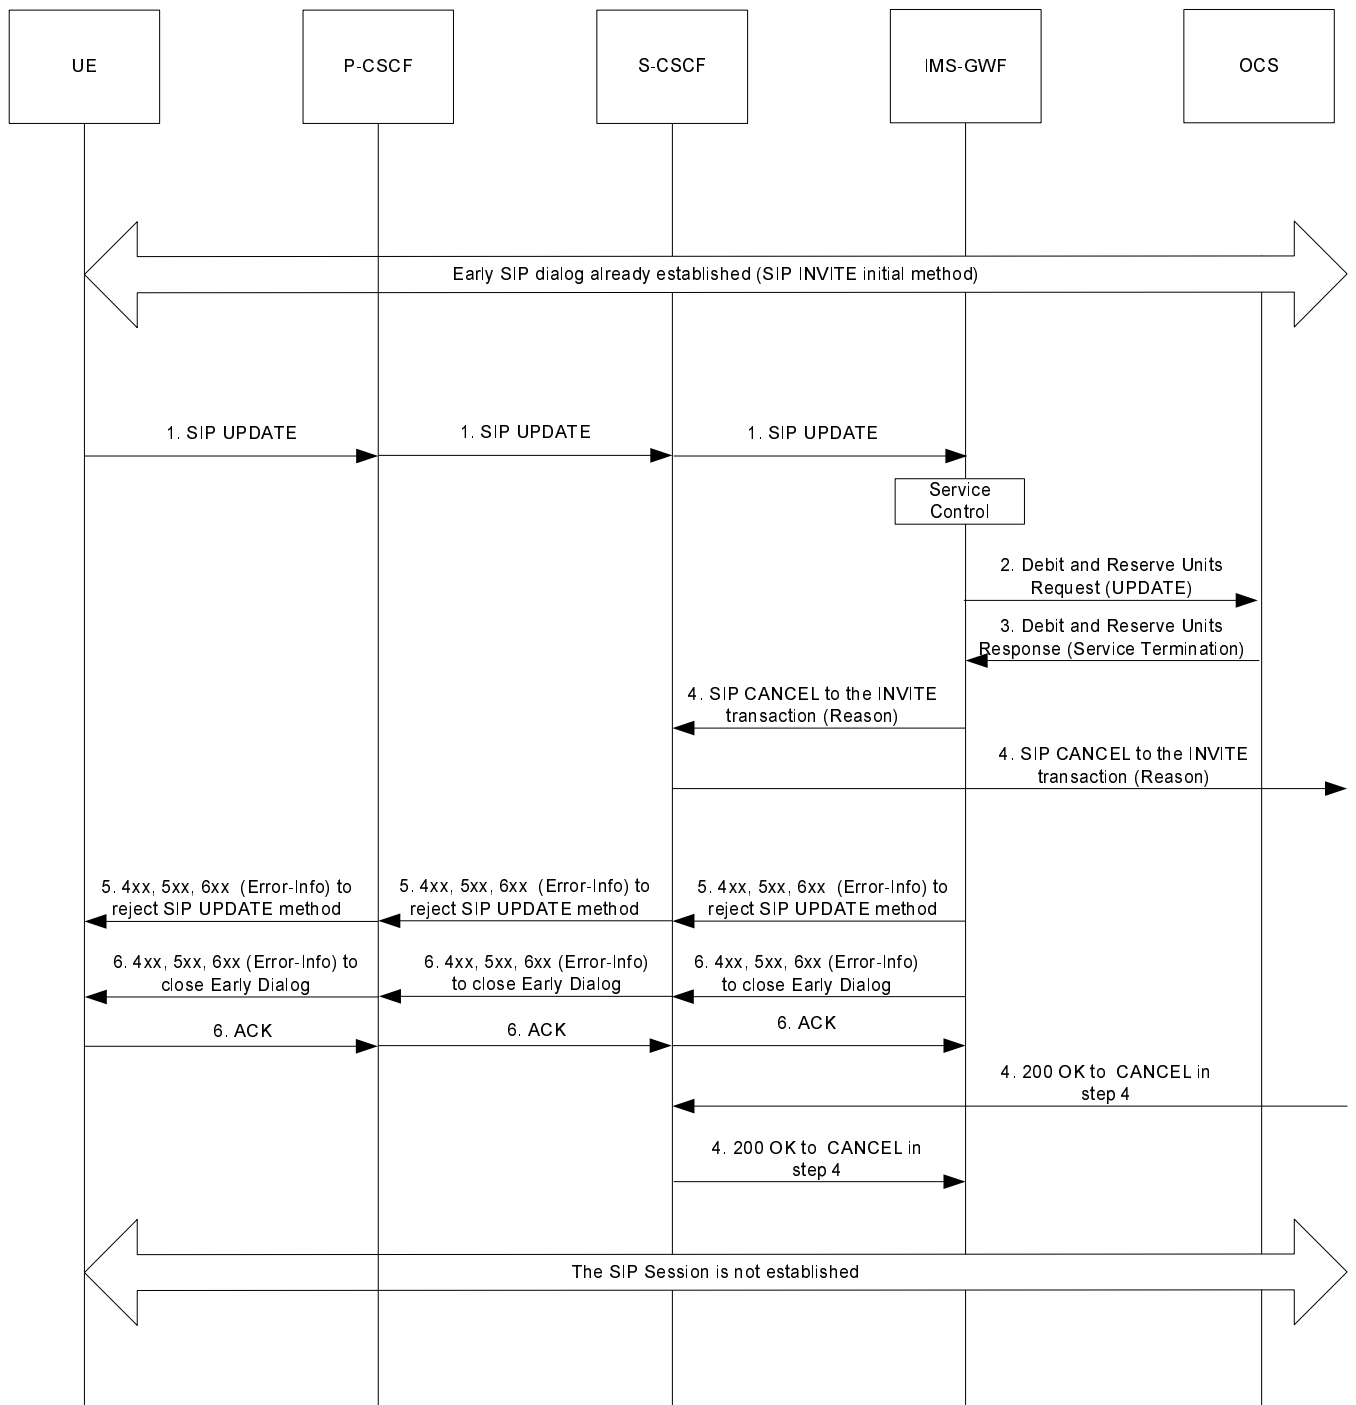 UE
P-CSCF
S-CSCF
IMS-GWF
OCS
Early SIP dialog already established (SIP INVITE initial method)
1. SIP UPDATE
1. SIP UPDATE
1. SIP UPDATE
Service
Control
2. Debit and Reserve Units
Request (UPDATE)
3. Debit and Reserve Units
Response (Service Termination)
4. SIP CANCEL to the INVITE
transaction (Reason)
4. SIP CANCEL to the INVITE
transaction (Reason)
5. 4xx, 5xx, 6xx (Error-Info) to
reject SIP UPDATE method
5. 4xx, 5xx, 6xx (Error-Info) to
reject SIP UPDATE method
5. 4xx, 5xx, 6xx (Error-Info) to
reject SIP UPDATE method
6. 4xx, 5xx, 6xx (Error-Info) to
close Early Dialog
6. 4xx, 5xx, 6xx (Error-Info)
to close Early Dialog
6. 4xx, 5xx, 6xx (Error-Info)
to close Early Dialog
6. ACK
6. ACK
6. ACK
4. 200 OK to CANCEL in
step 4
4. 200 OK to CANCEL in
step 4
The SIP Session is not established